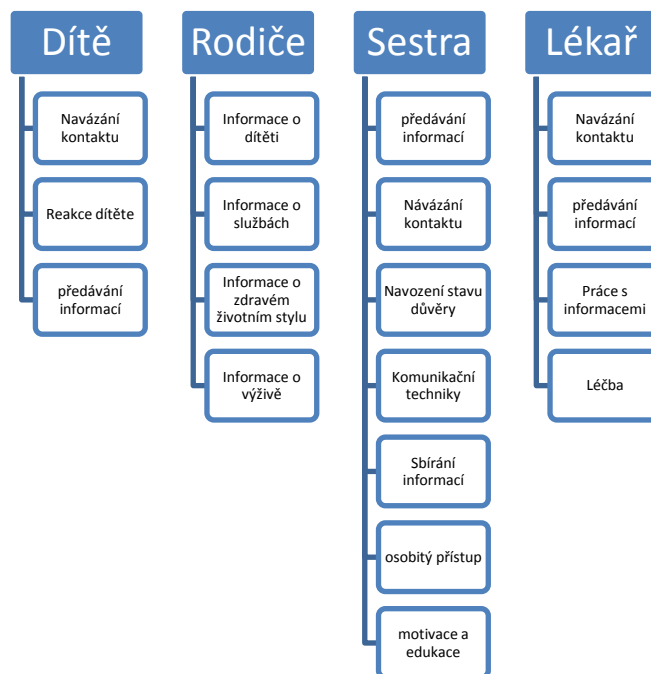 Dítě
Navázání
kontaktu
Reakce dítěte
předávání
informací
Rodiče
Informace o
dítěti
Informace o
službách
Informace o
zdravém
životním stylu
Informace o
výživě
Sestra
předávání
informací
Návázání
kontaktu
Navození stavu
důvěry
Komunikační
techniky
Sbírání
informací
osobitý přístup
motivace a
edukace
Lékař
Navázání
kontaktu
předávání
informací
Práce s
informacemi
Léčba